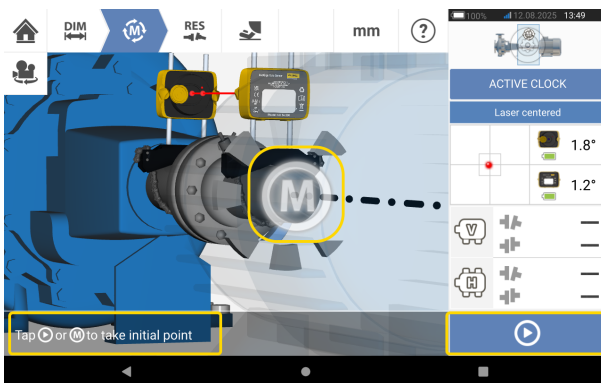 DIM
M
RES
mm
?
100% 12.08.2025 13:49
ACTIVE CLOCK
Laser centered
1.8°
1.2°
M
V
H
Tap or M to take initial point